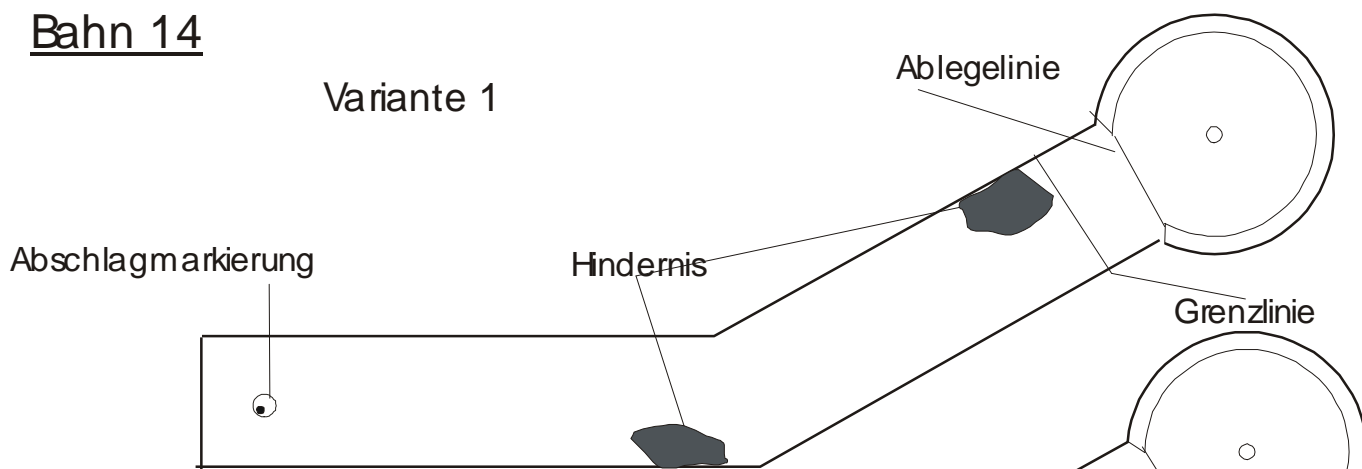 Bahn 14
Variante 1
Ablegelinie
Abschlagmarkierung
Hindernis
Grenzlinie